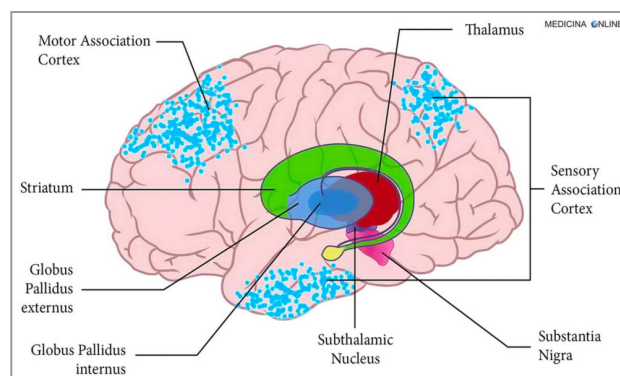 MEDICINA ONLINE
Thalamus
Motor Association
Cortex
Striatum
Sensory
Association
Cortex
Globus
Pallidus
externus
Globus Pallidus
internus
Subthalamic
Nucleus
Substantia
Nigra